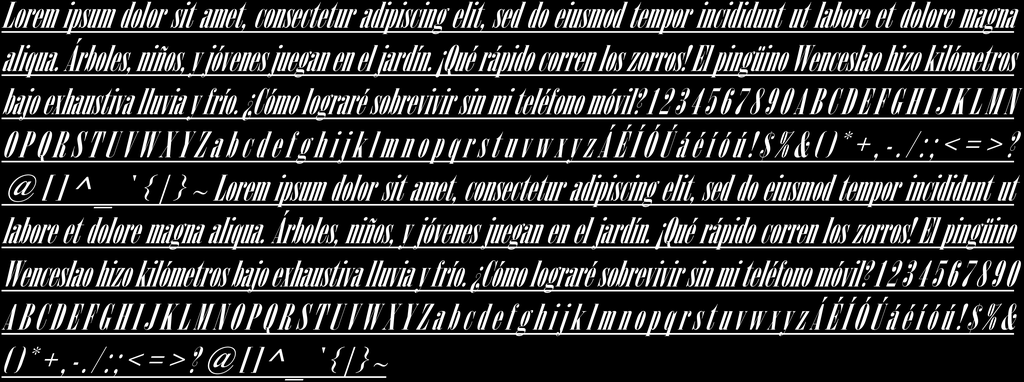 Lorem ipsum dolor sit amet, consectetur adipiscing elit, sed do eiusmod tempor incididunt ut labore et dolore magna
aliqua. Árboles, niños, y jóvenes juegan en el jardín. ¡Qué rápido corren los zorros! El pingüino Wenceslao hizo kilómetros
bajo exhaustiva lluvia y frío. ¿Cómo lograré sobrevivir sin mi teléfono móvil? 1 2 3 4 5 6 7 8 9 0 A B C D E F G H I J K L M N
O P Q R S T U V W X Y Z a b c d e f g h i j k l m n o p q r s t u v w x y z Á É Í Ó Ú á é í ó ú ! $ % & ( ) * + , - . / : ; < = > ?
@ [ ] ^ _ ` { | } ~ Lorem ipsum dolor sit amet, consectetur adipiscing elit, sed do eiusmod tempor incididunt ut
labore et dolore magna aliqua. Árboles, niños, y jóvenes juegan en el jardín. ¡Qué rápido corren los zorros! El pingüino
Wenceslao hizo kilómetros bajo exhaustiva lluvia y frío. ¿Cómo lograré sobrevivir sin mi teléfono móvil? 1 2 3 4 5 6 7 8 9 0
A B C D E F G H I J K L M N O P Q R S T U V W X Y Z a b c d e f g h i j k l m n o p q r s t u v w x y z Á É Í Ó Ú á é í ó ú ! $ % &
( ) * + , - . / : ; < = > ? @ [ ] ^ _ ` { | } ~